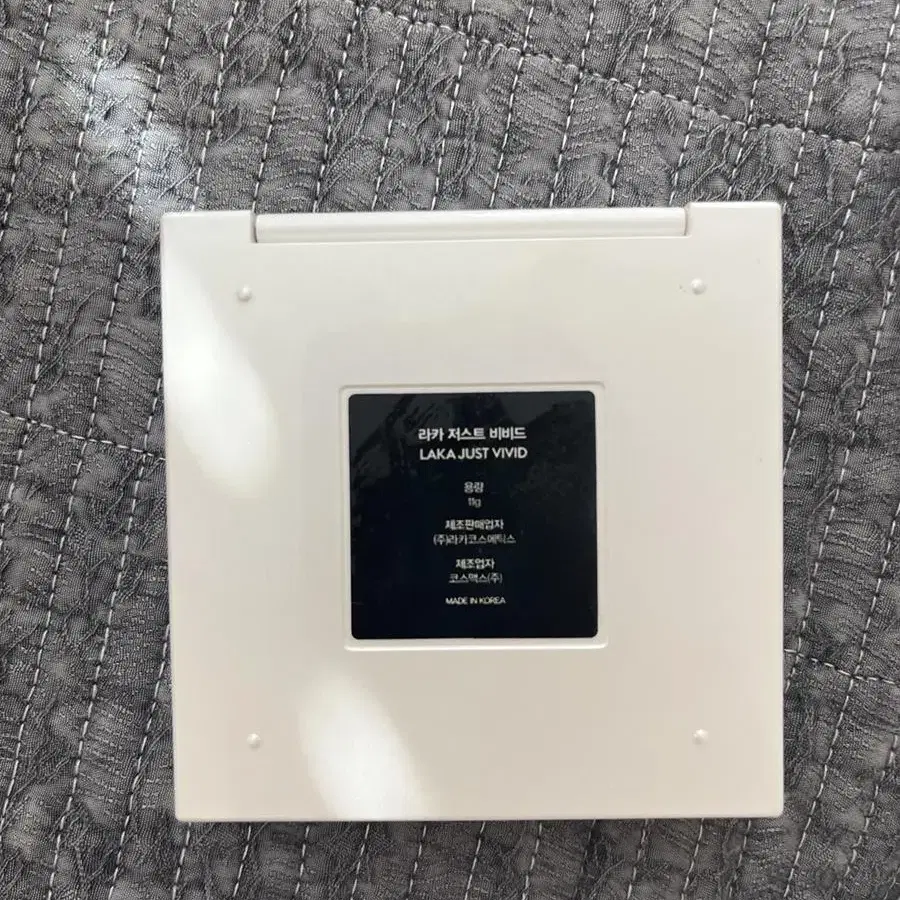 라카 저스트 비비드
LAKA JUST VIVID
용량
11g
제조판매업자
(주)라카코스메틱스
제조업자
코스맥스(주)
MADE IN KOREA